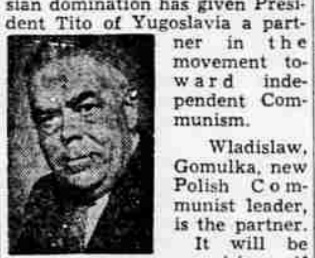 sian domination has given Presi-
dent Tito of Yugoslavia a part-
ner in the
movement to-
ward inde-
pendent Com-
munism.
Wladislaw,
Gomulka, new
Polish Com-
munist leader,
is the partner.
It will be